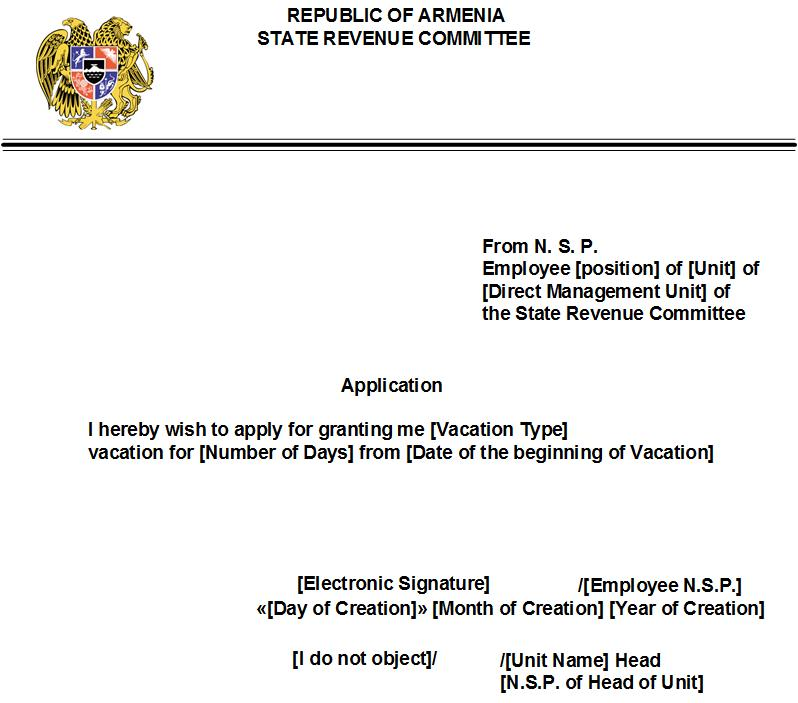 REPUBLIC OF ARMENIA
STATE REVENUE COMMITTEE
From N. S. P.
Employee [position] of [Unit] of
[Direct Management Unit] of
the State Revenue Committee
Application
I hereby wish to apply for granting me [Vacation Type]
vacation for [Number of Days] from [Date of the beginning of Vacation]
[Electronic Signature] /[Employee N.S.P.]
«[Day of Creation]» [Month of Creation] [Year of Creation]
[I do not object]/ /[Unit Name] Head
[N.S.P. of Head of Unit]